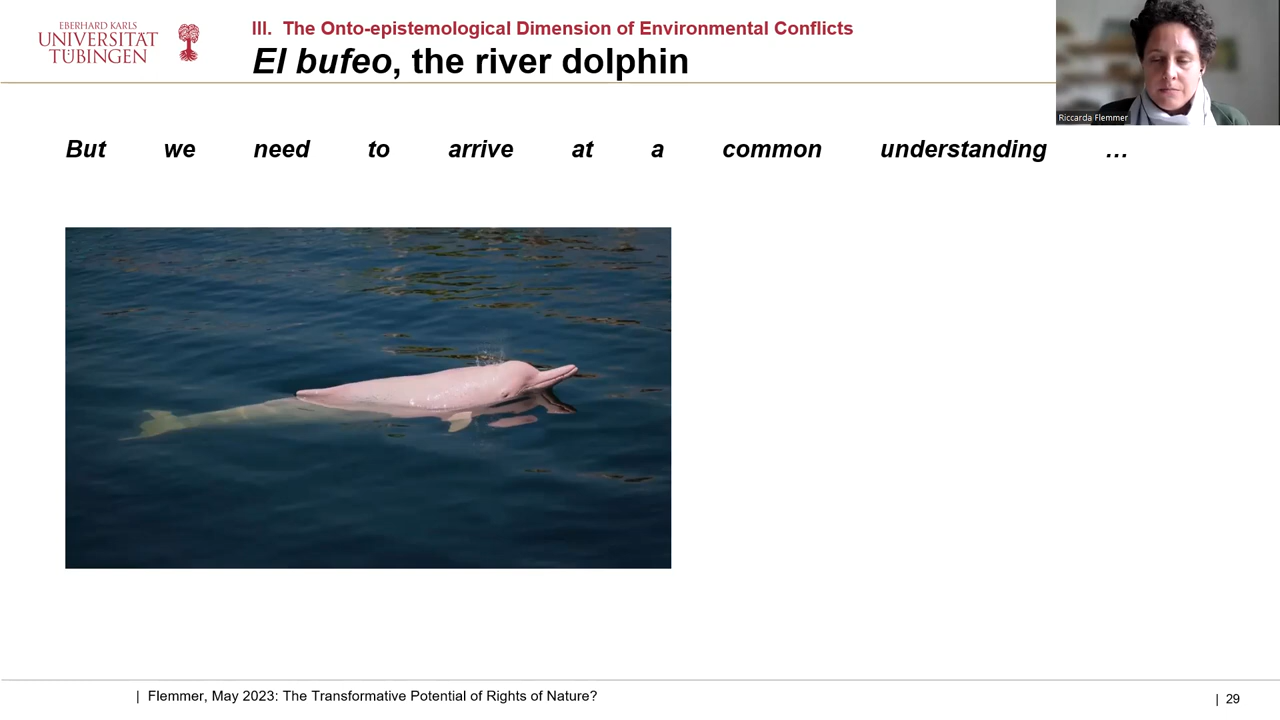 EBERHARD KARLS
UNIVERSITÄT
TÜBINGEN
III. The Onto-epistemological Dimension of Environmental Conflicts
El bufeo, the river dolphin
Riccarda Flemmer
But we need to arrive at a common understanding …
| Flemmer, May 2023: The Transformative Potential of Rights of Nature?
| 29